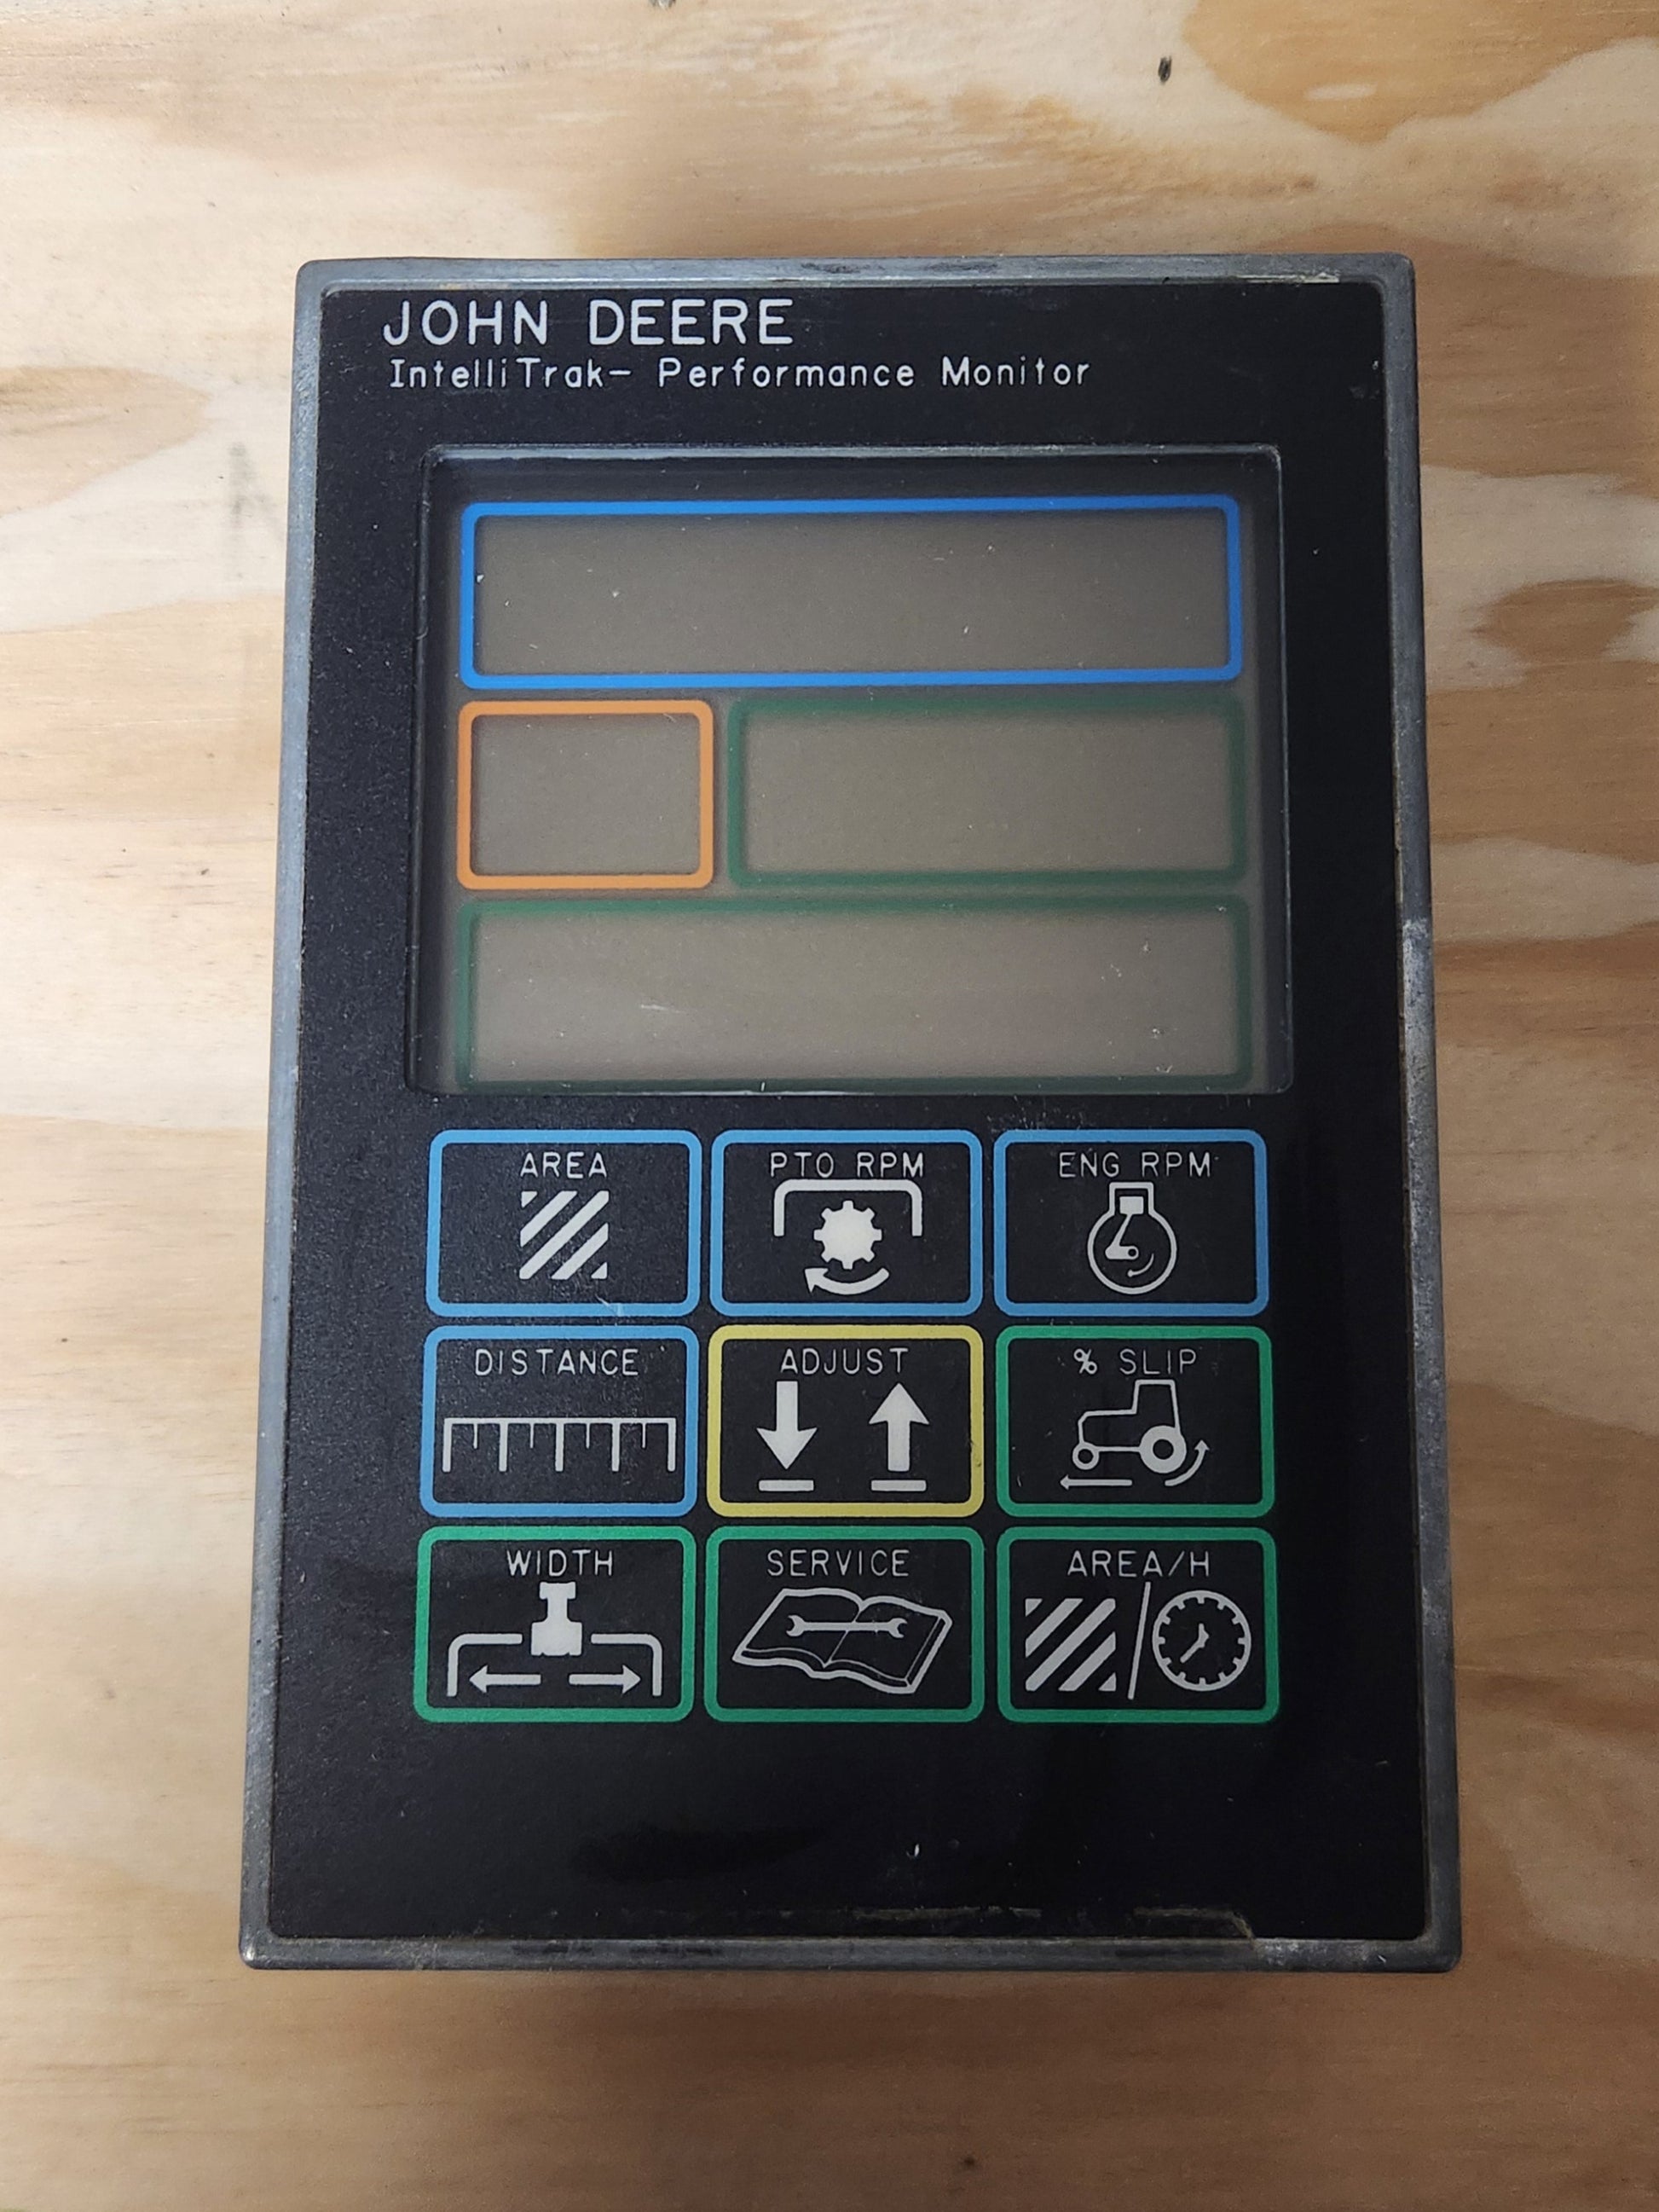 JOHN DEERE
IntelliTrak- Performance Monitor
AREA
PTO RPM
ENG RPM
DISTANCE
ADJUST
% SLIP
WIDTH
SERVICE
AREA/H